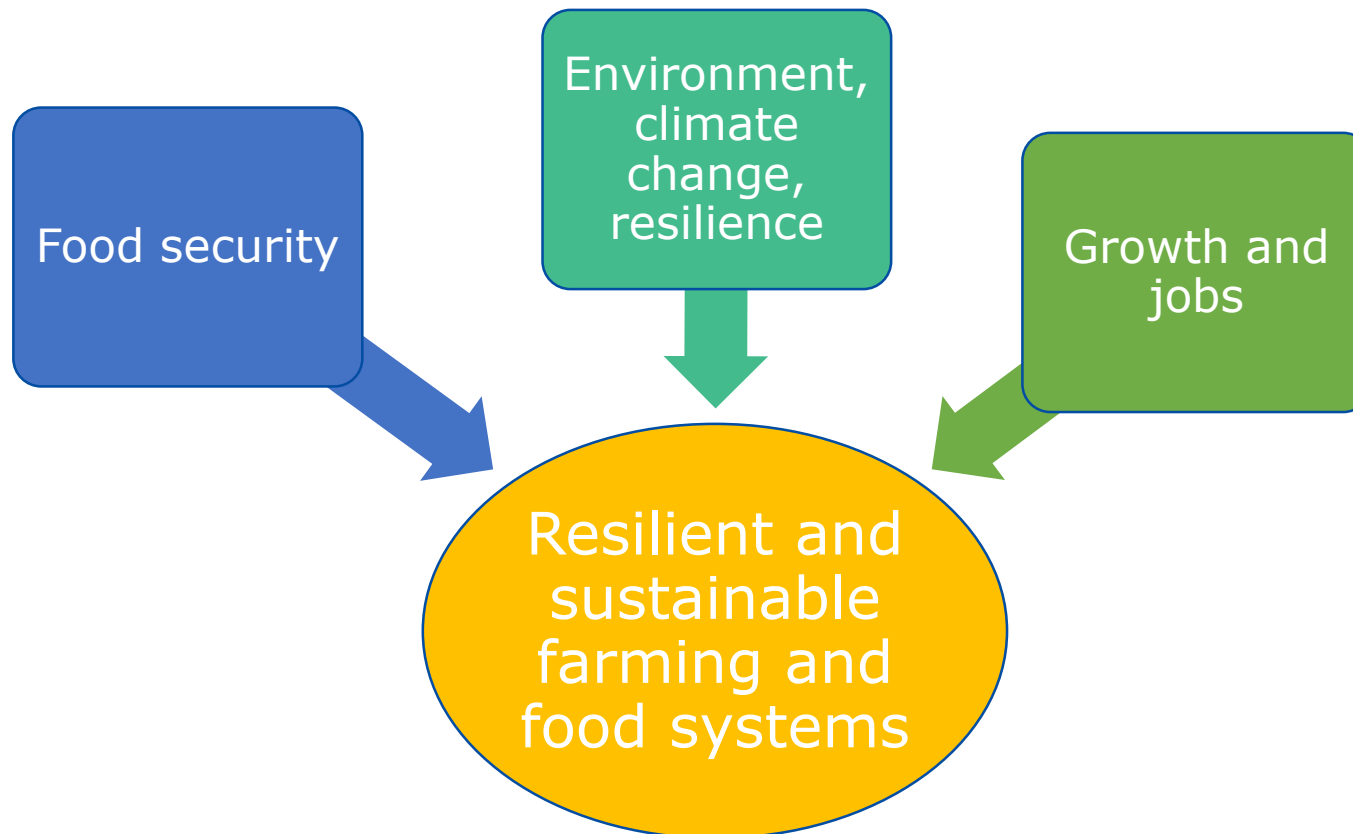 Food security
Environment,
climate
change,
resilience
Growth and
jobs
Resilient and
sustainable
farming and
food systems